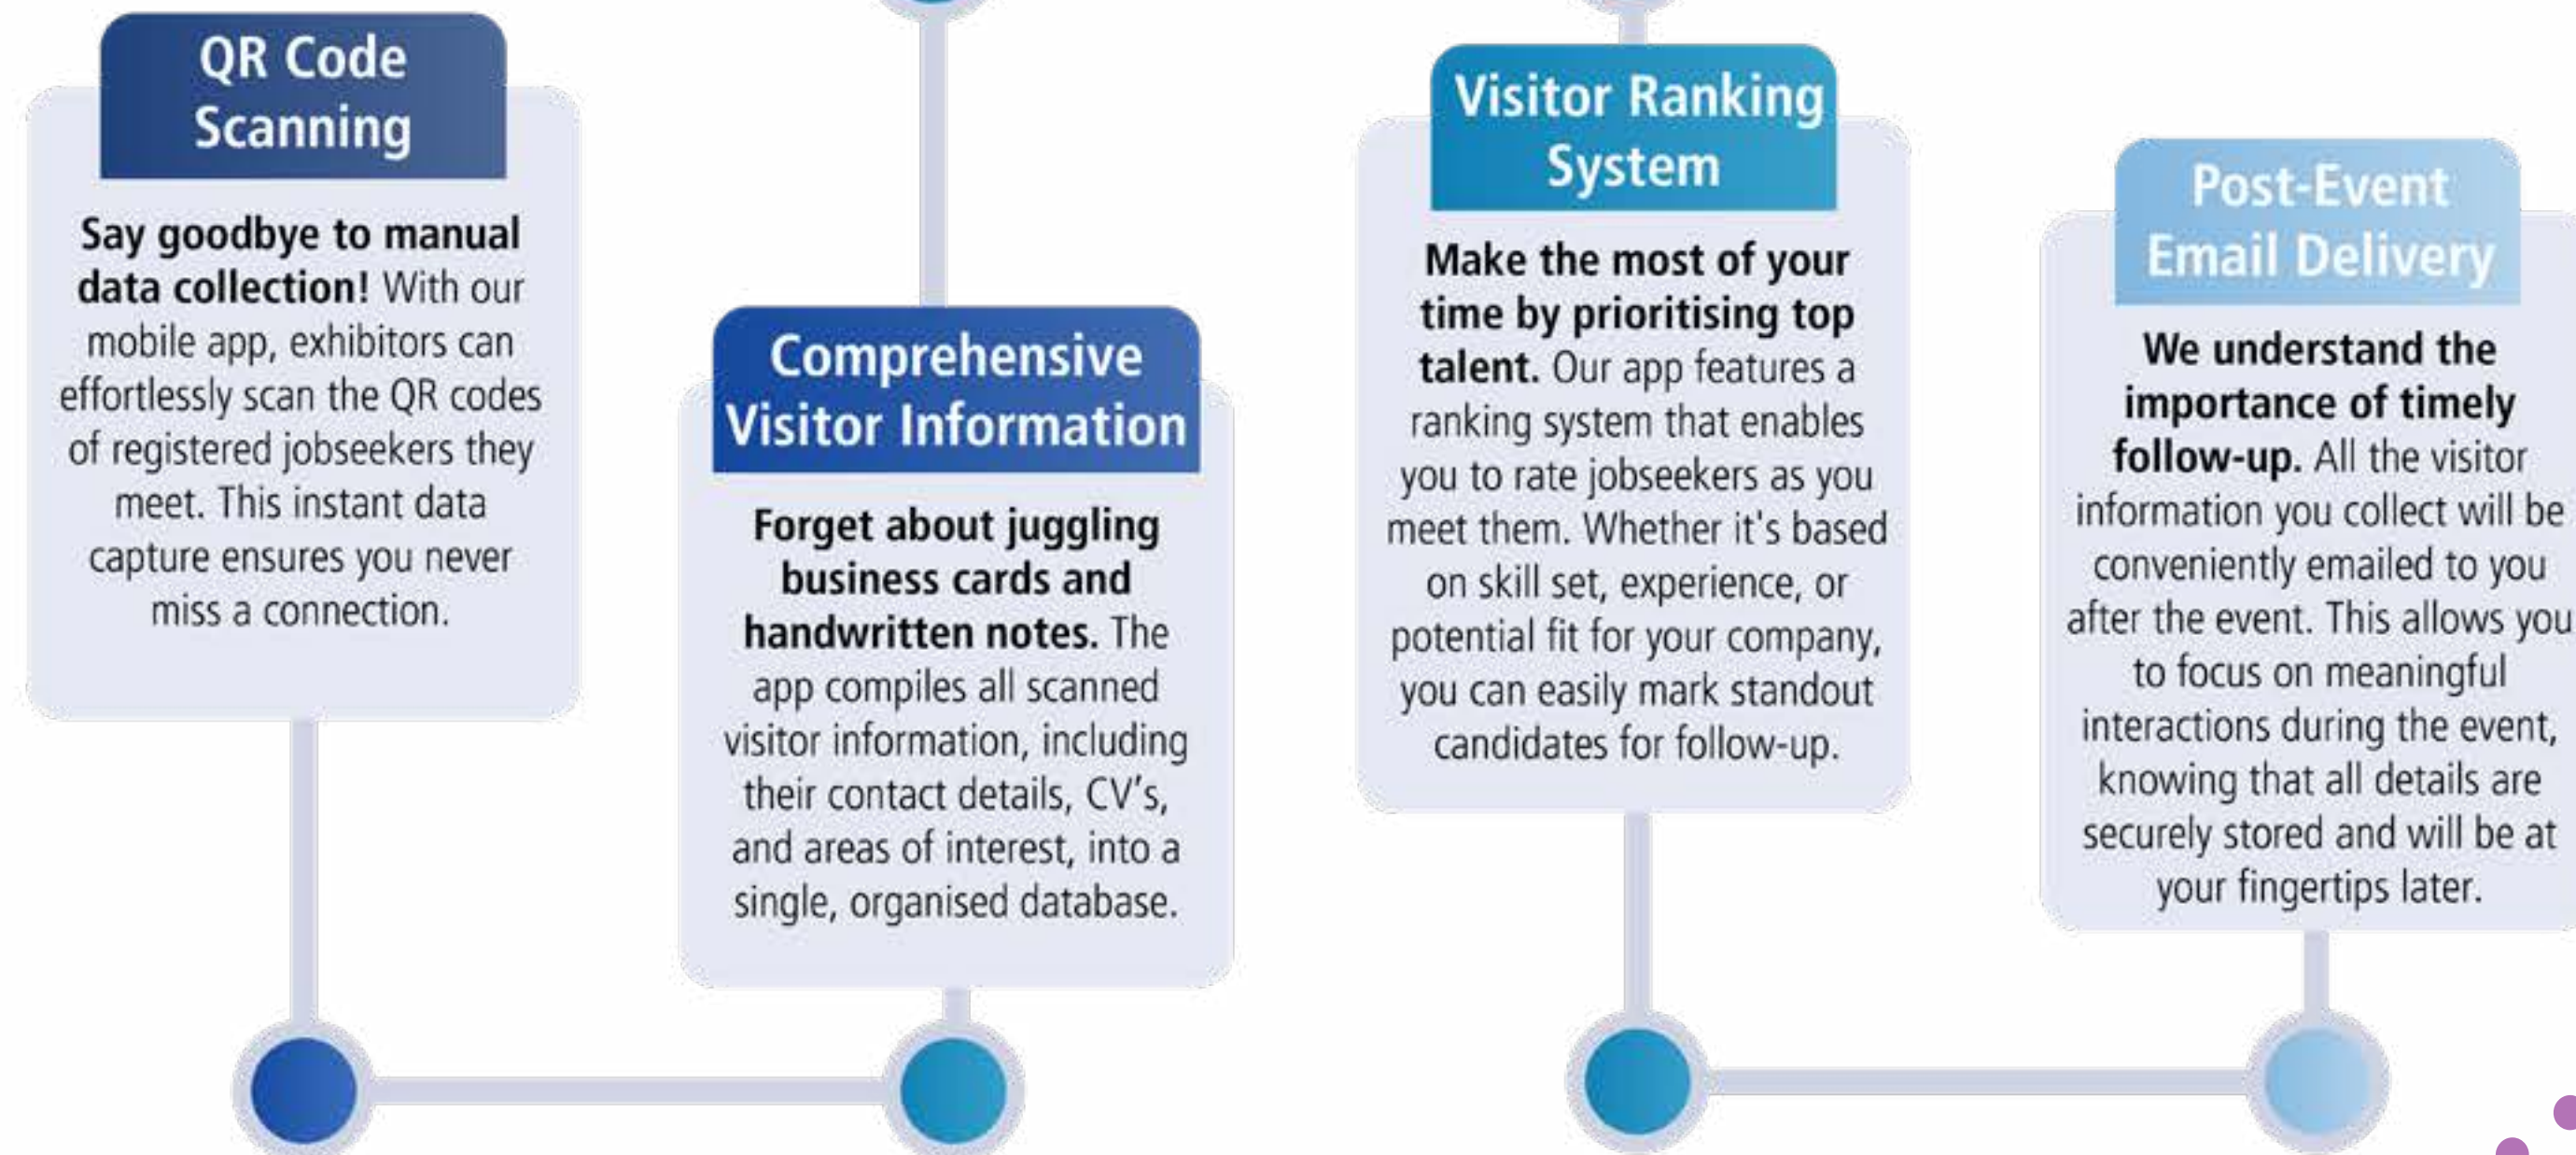 QR Code
Scanning
Say goodbye to manual
data collection! With our
mobile app, exhibitors can
effortlessly scan the QR codes
of registered jobseekers they
meet. This instant data
capture ensures you never
miss a connection.
Comprehensive
Visitor Information
Forget about juggling
business cards and
handwritten notes. The
app compiles all scanned
visitor information, including
their contact details, CV's,
and areas of interest, into a
single, organised database.
Visitor Ranking
System
Make the most of your
time by prioritising top
talent. Our app features a
ranking system that enables
you to rate jobseekers as you
meet them. Whether it's based
on skill set, experience, or
potential fit for your company,
you can easily mark standout
candidates for follow-up.
Post-Event
Email Delivery
We understand the
importance of timely
follow-up. All the visitor
information you collect will be
conveniently emailed to you
after the event. This allows you
to focus on meaningful
interactions during the event,
knowing that all details are
securely stored and will be at
your fingertips later.